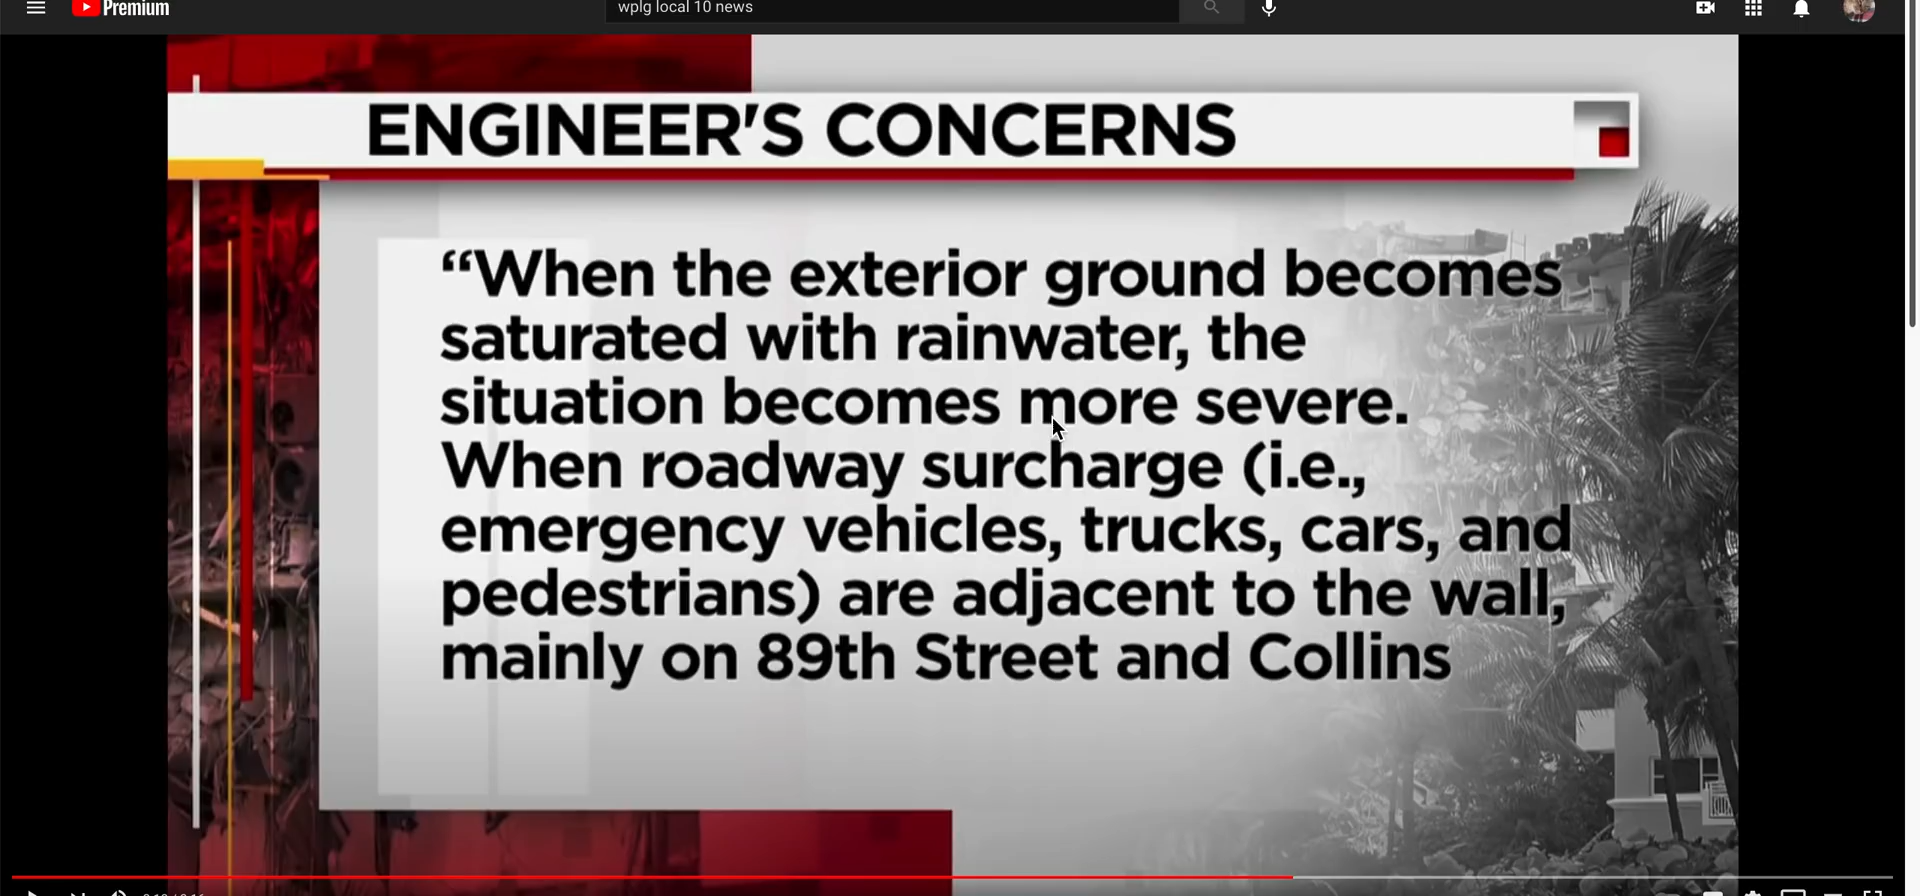 Premium
wplg local 10 news
ENGINEER'S CONCERNS
“When the exterior ground becomes
saturated with rainwater, the
situation becomes more severe.
When roadway surcharge (i.e.,
emergency vehicles, trucks, cars, and
pedestrians) are adjacent to the wall,
mainly on 89th Street and Collins